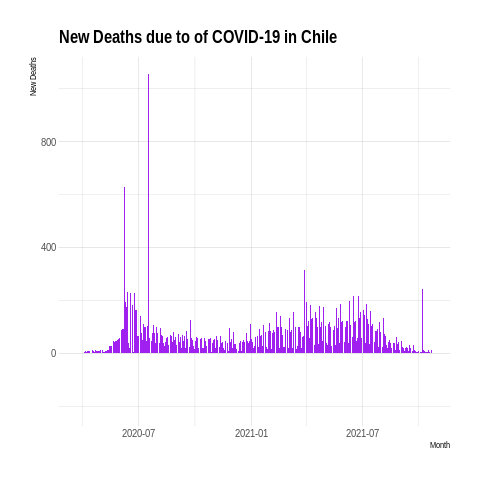 New Deaths due to of COVID-19 in Chile
New Deaths
800
400
0
2020-07 2021-01 2021-07
Month